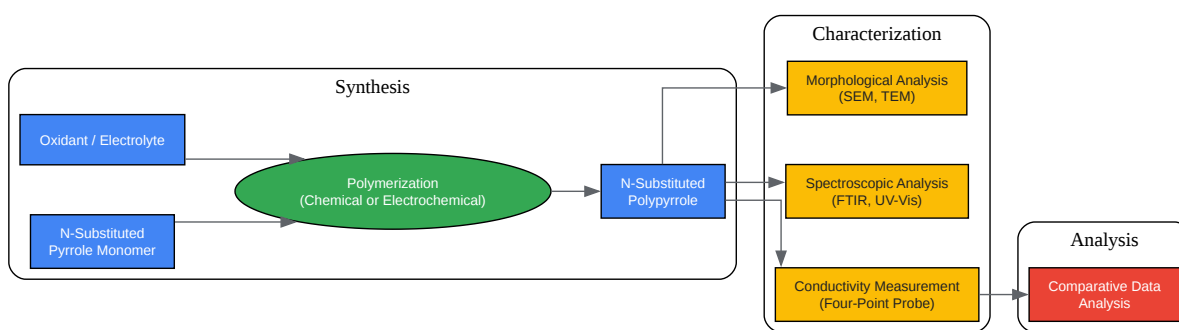 Synthesis
Oxidant / Electrolyte
N-Substituted
Pyrrole Monomer
Polymerization
(Chemical or Electrochemical)
N-Substituted
Polypyrrole
Characterization
Morphological Analysis
(SEM, TEM)
Spectroscopic Analysis
(FTIR, UV-Vis)
Conductivity Measurement
(Four-Point Probe)
Analysis
Comparative Data
Analysis